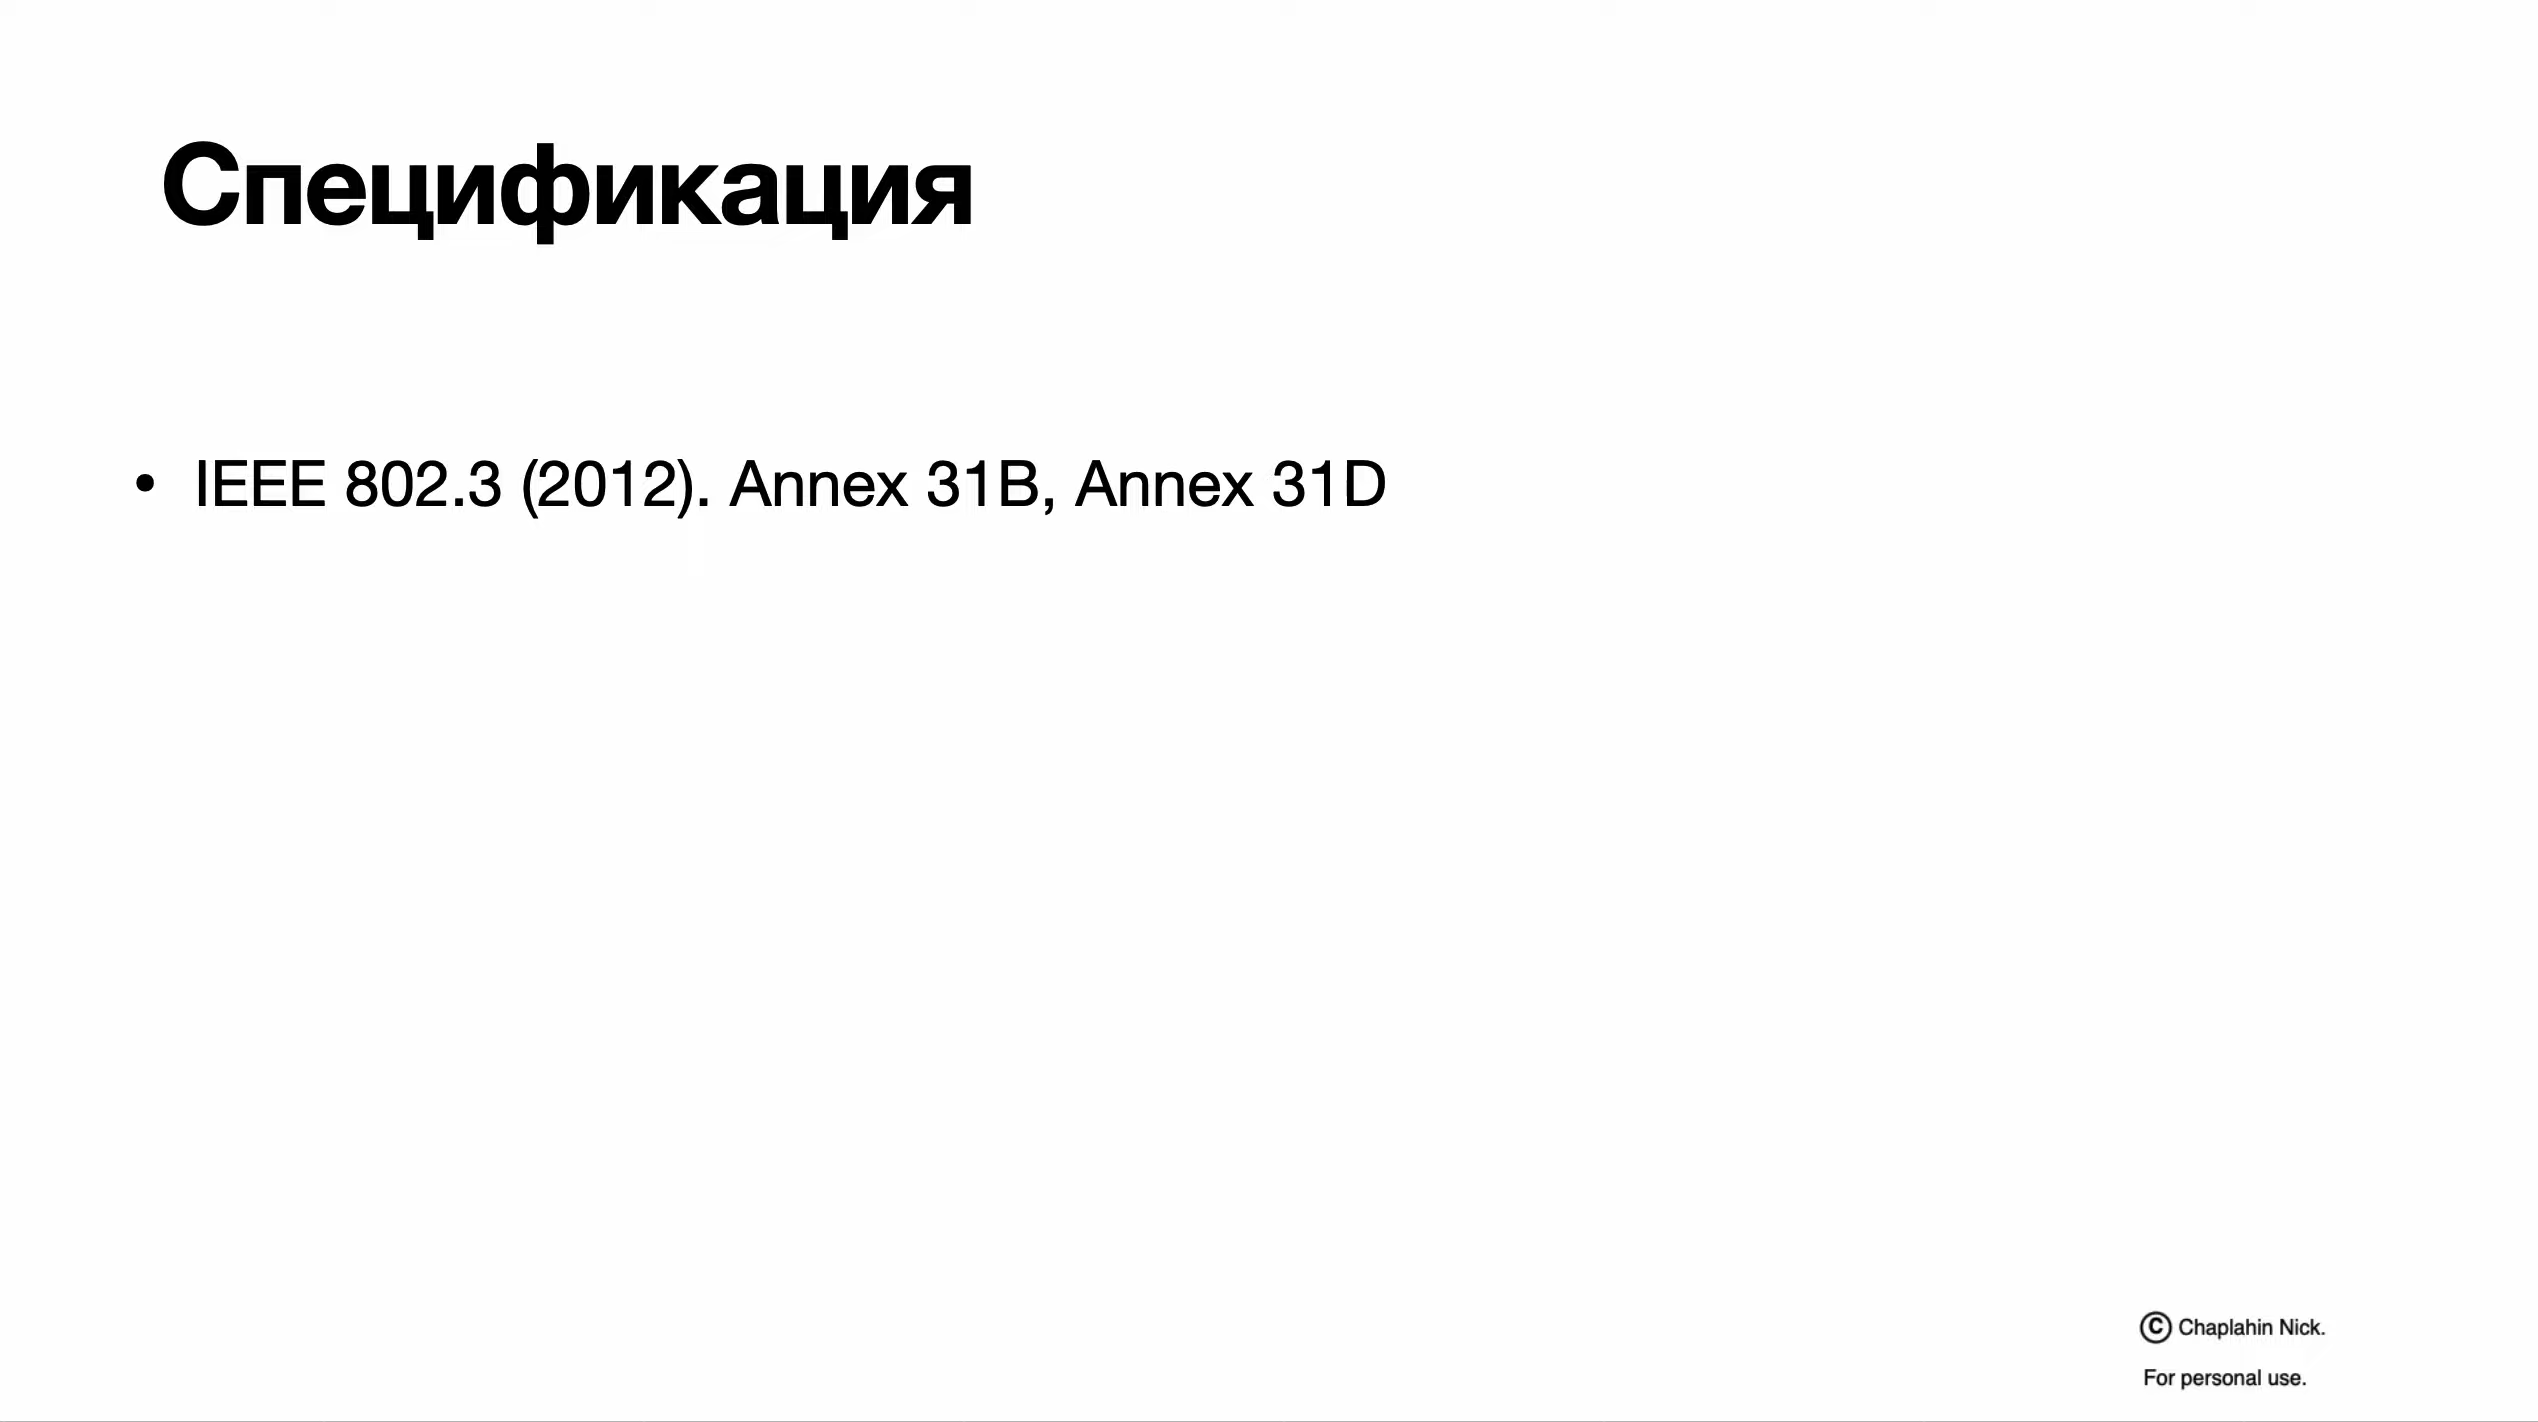 Спецификация
• IEEE 802.3 (2012). Annex 31B, Annex 31D
© Chaplahin Nick.
For personal use.